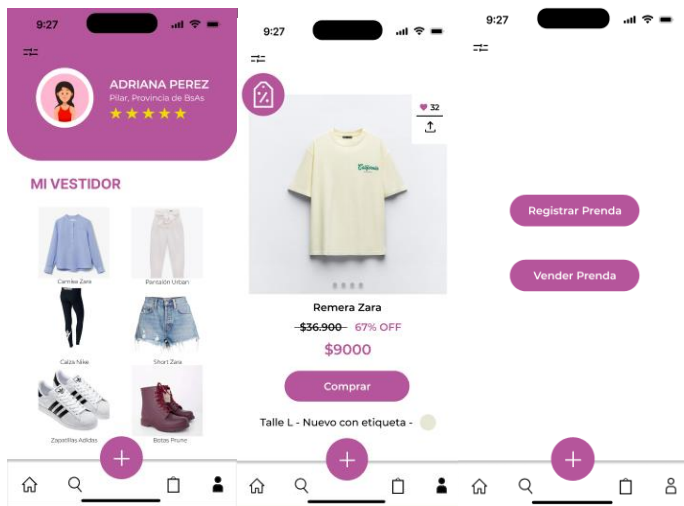 9:27
ADRIANA PEREZ
Pilar, Provincia de BsAs
MI VESTIDOR
Camisa Zara
Pantalón Urban
Calza Nike
Short Zara
Zapatillas Adidas
Botas Prune
9:27
32
California
Remera Zara
$36.900 67% OFF
$9000
Comprar
Talle L - Nuevo con etiqueta -
9:27
Registrar Prenda
Vender Prenda